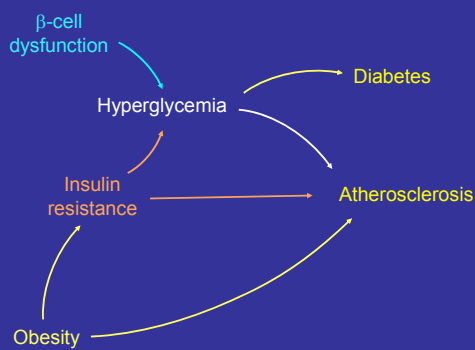 β-cell
dysfunction
Diabetes
Hyperglycemia
Insulin
resistance
Atherosclerosis
Obesity